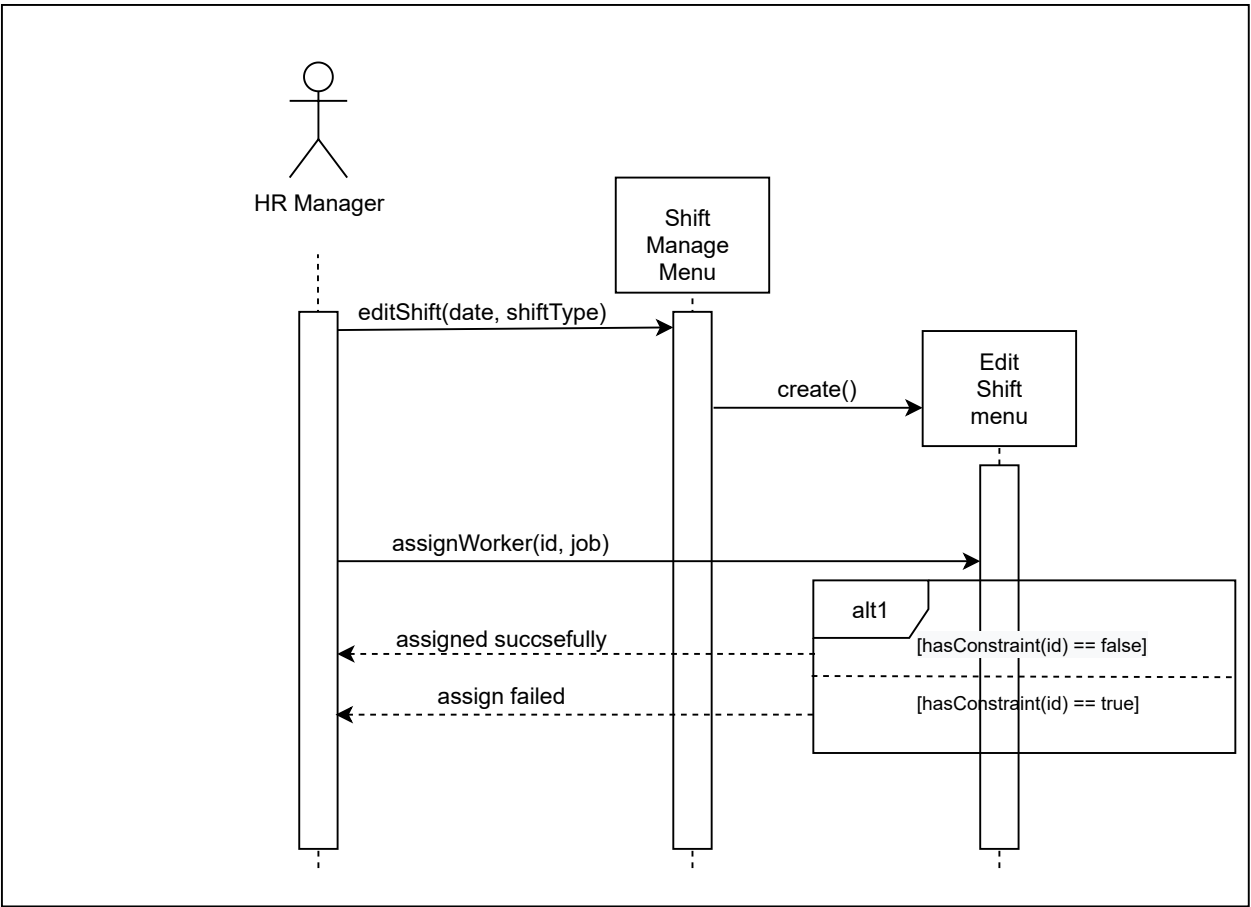 HR Manager
Shift
Manage
Menu
editShift(date, shiftType)
Edit
Shift
menu
create()
assignWorker(id, job)
alt1
assigned succsefully
[hasConstraint(id) == false]
assign failed
[hasConstraint(id) == true]